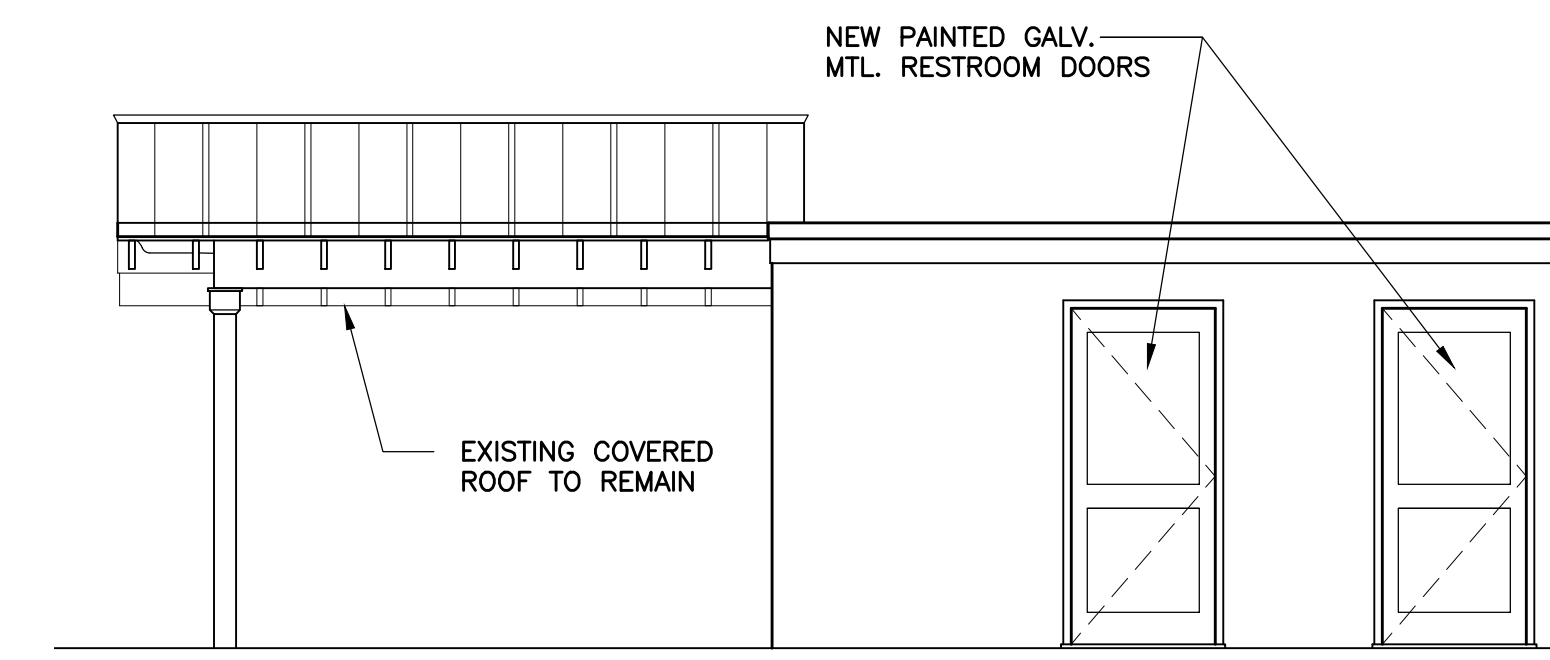 NEW PAINTED GALV.
MTL. RESTROOM DOORS
EXISTING COVERED
ROOF TO REMAIN